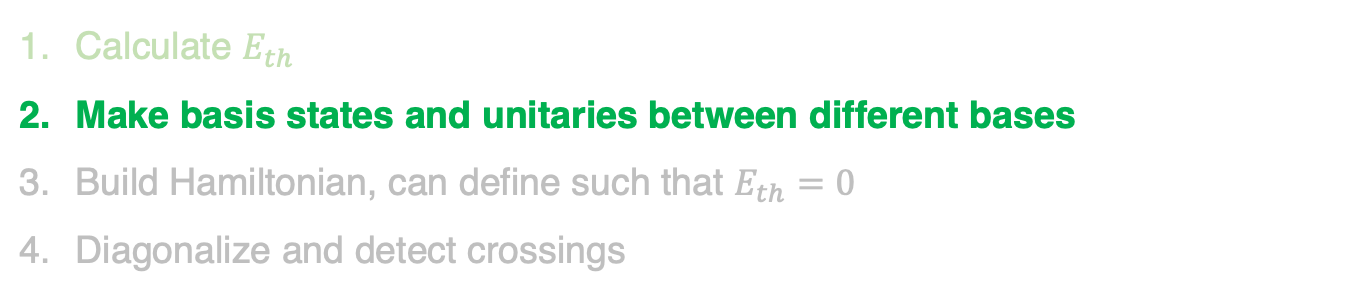 1. Calculate E_th
2. Make basis states and unitaries between different bases
3. Build Hamiltonian, can define such that E_th = 0
4. Diagonalize and detect crossings